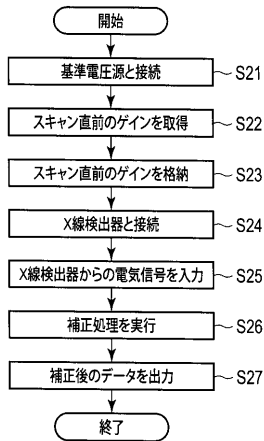 開始
基準電圧源と接続 S21
スキャン直前のゲインを取得 S22
スキャン直前のゲインを格納 S23
X線検出器と接続 S24
X線検出器からの電気信号を入力 S25
補正処理を実行 S26
補正後のデータを出力 S27
終了